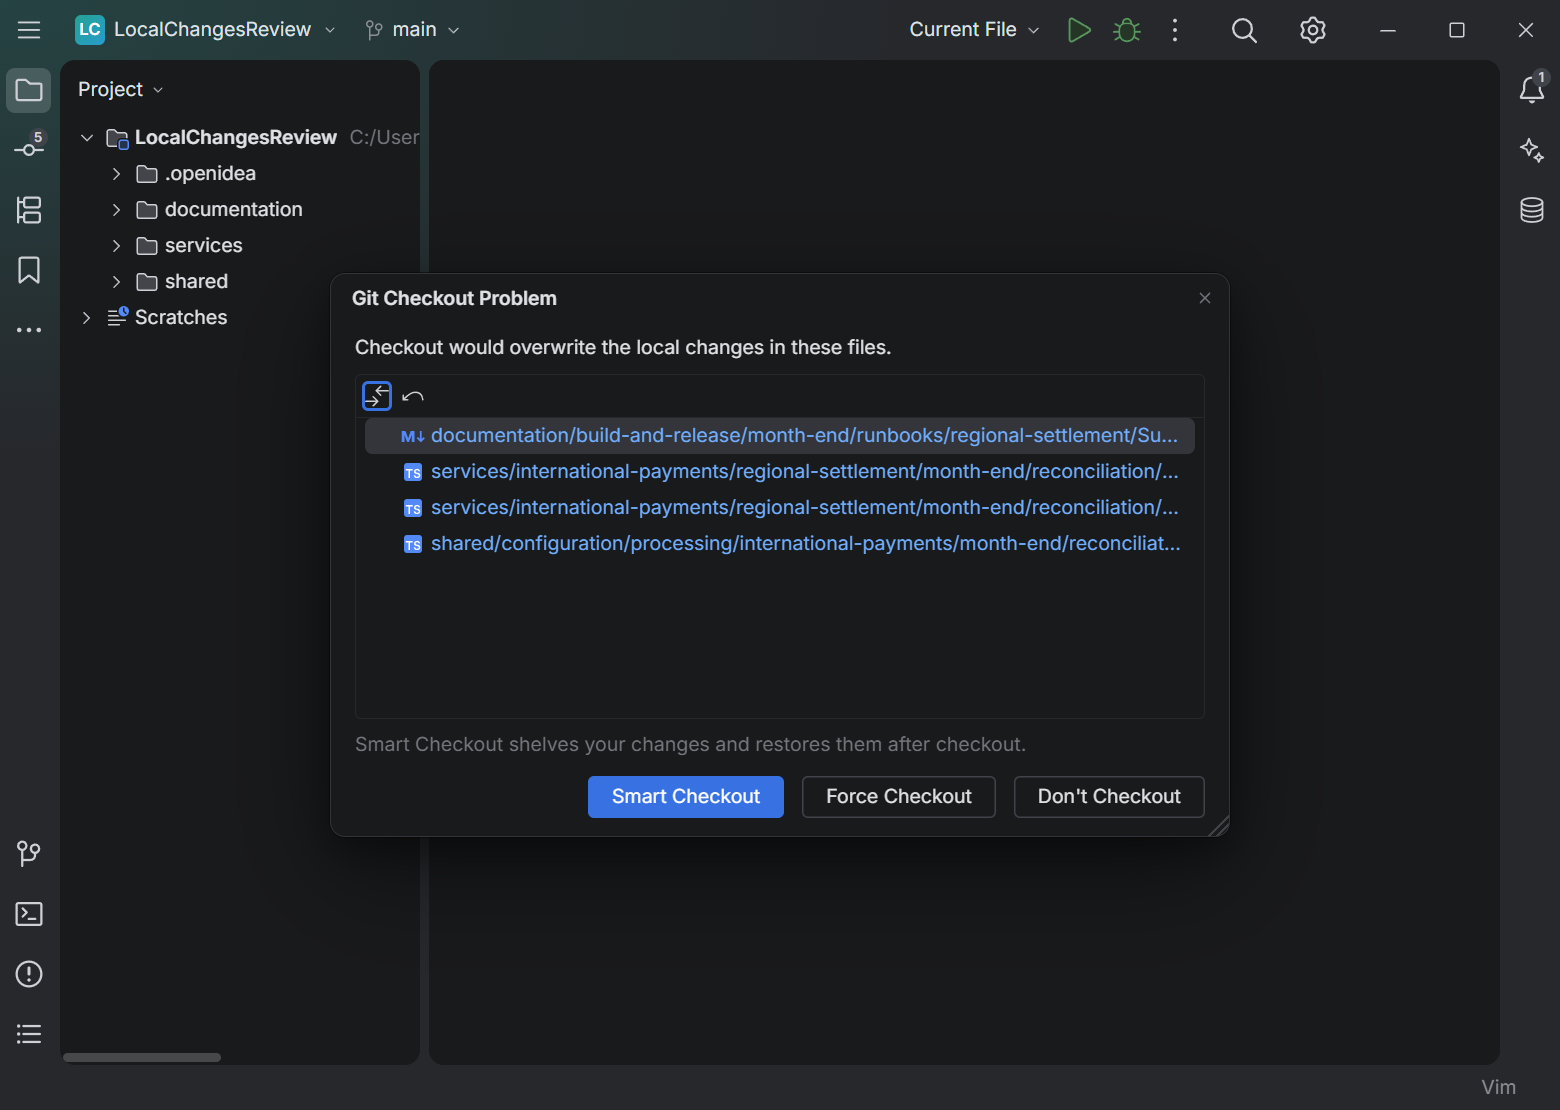 LC LocalChangesReview main Current File
Project
1
LocalChangesReview C:/User
5
.openidea
documentation
services
shared
Scratches
Git Checkout Problem
Checkout would overwrite the local changes in these files.
M↓ documentation/build-and-release/month-end/runbooks/regional-settlement/Su...
TS services/international-payments/regional-settlement/month-end/reconciliation/...
TS services/international-payments/regional-settlement/month-end/reconciliation/...
TS shared/configuration/processing/international-payments/month-end/reconciliat...
Smart Checkout shelves your changes and restores them after checkout.
Smart Checkout Force Checkout Don't Checkout
Vim